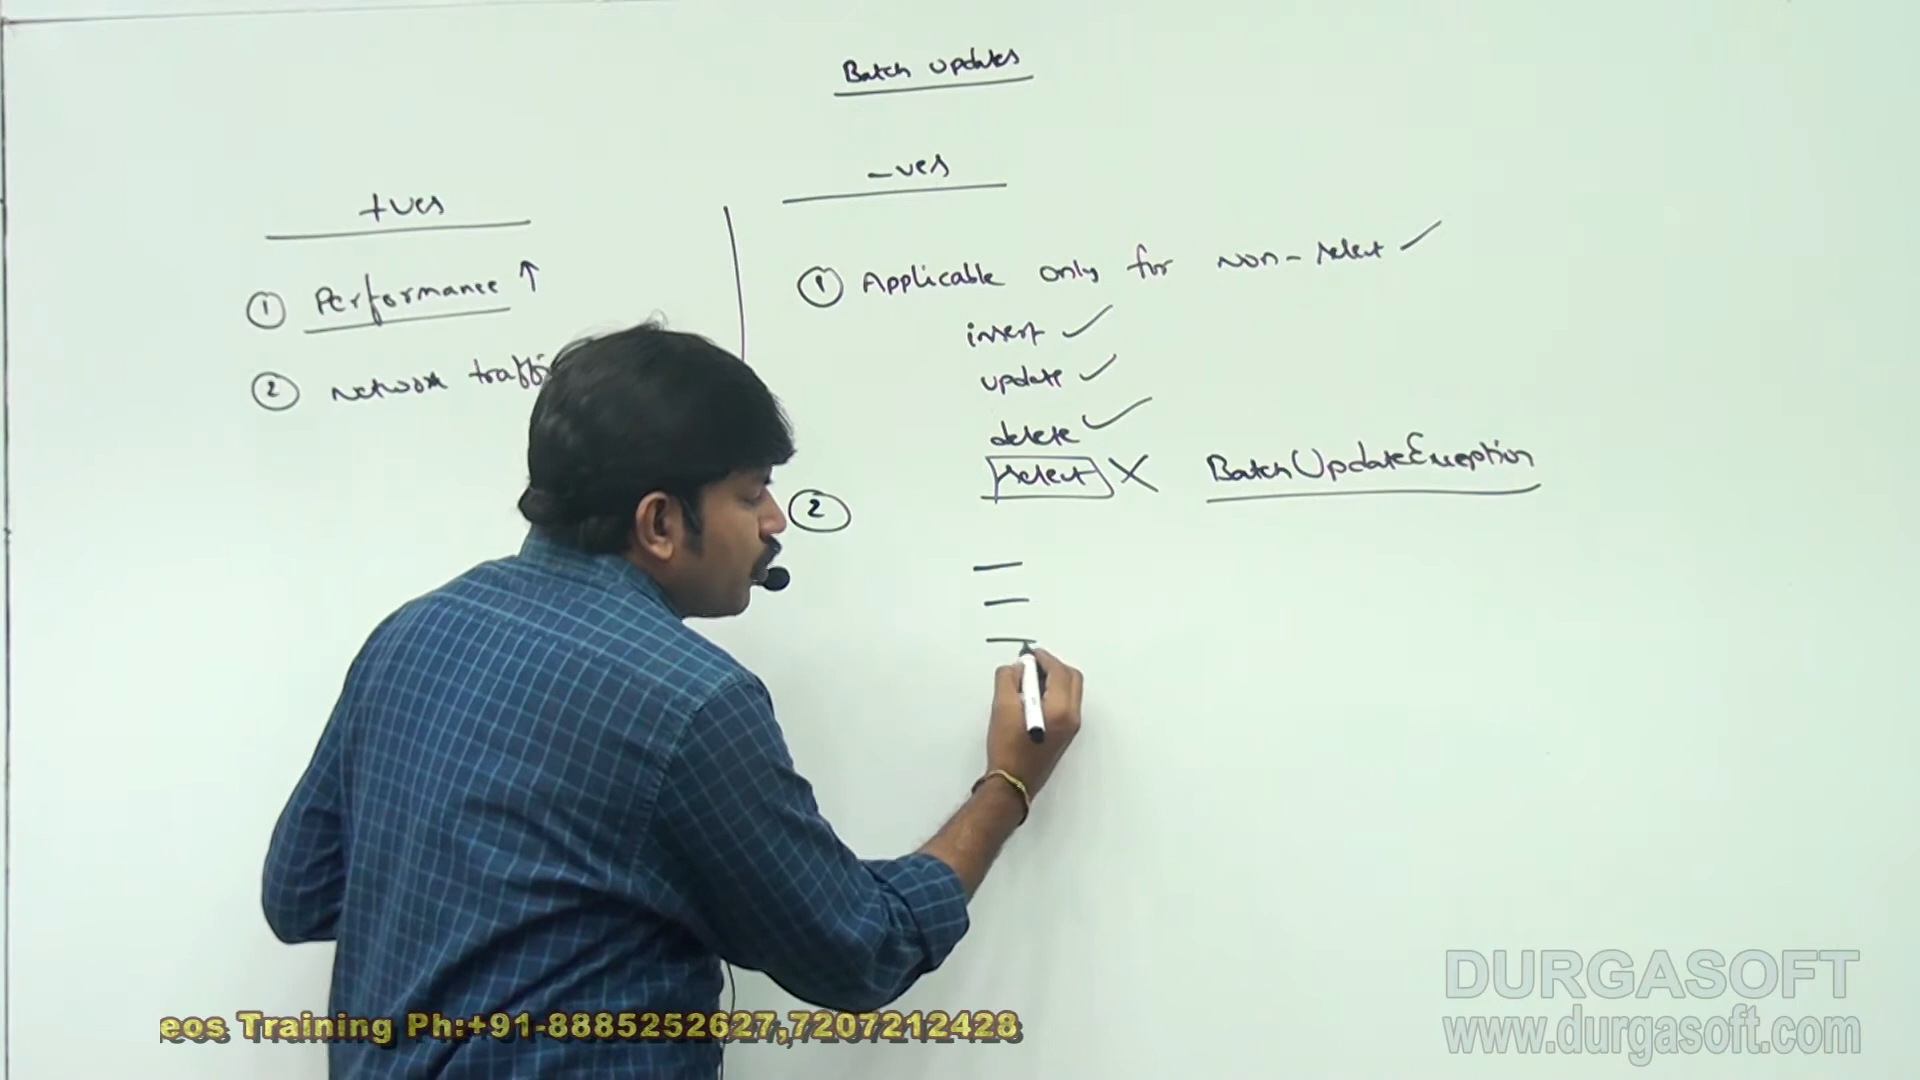 Batch updates
+ves
① Performance ↑
② Network traffi
-ves
① Applicable only for non-select ✓
insert ✓
update ✓
delete ✓
select X BatchUpdateException
②
DURGASOFT
www.durgasoft.com
eos Training Ph:+91-8885252627,7207212428